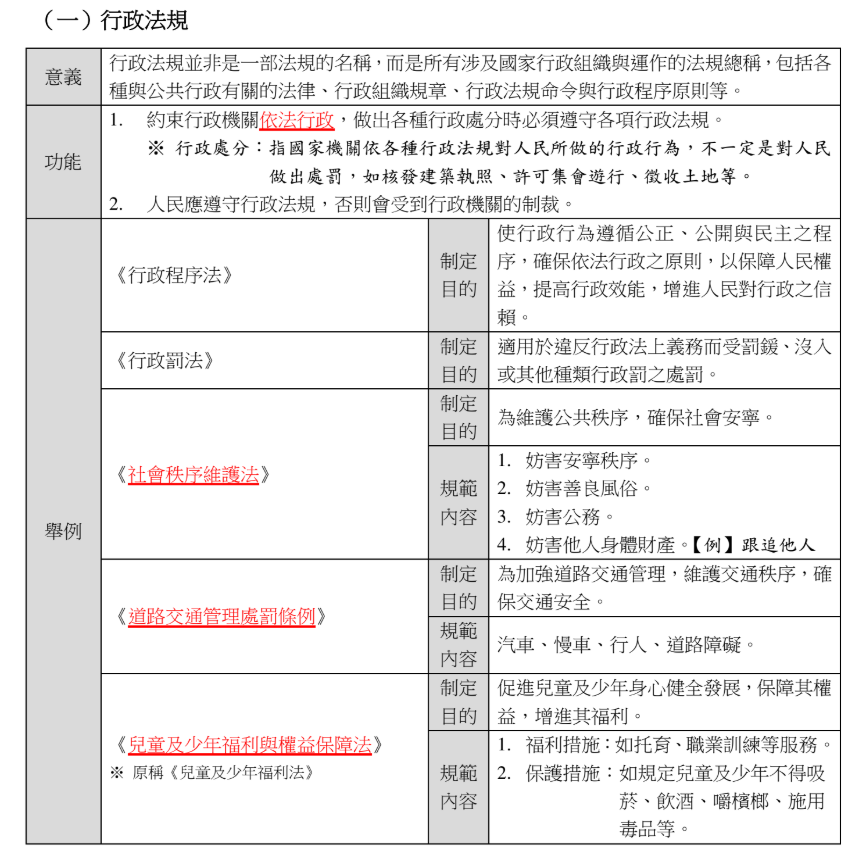 （一）行政法規
意義
行政法規並非是一部法規的名稱，而是所有涉及國家行政組織與運作的法規總稱，包括各
種與公共行政有關的法律、行政組織規章、行政法規命令與行政程序原則等。
功能
1. 約束行政機關依法行政，做出各種行政處分時必須遵守各項行政法規。
※ 行政處分：指國家機關依各種行政法規對人民所做的行政行為，不一定是對人民
做出處罰，如核發建築執照、許可集會遊行、徵收土地等。
2. 人民應遵守行政法規，否則會受到行政機關的制裁。
舉例
《行政程序法》
制定
目的
使行政行為遵循公正、公開與民主之程
序，確保依法行政之原則，以保障人民權
益，提高行政效能，增進人民對行政之信
賴。
《行政罰法》
制定
目的
適用於違反行政法上義務而受罰鍰、沒入
或其他種類行政罰之處罰。
《社會秩序維護法》
制定
目的
為維護公共秩序，確保社會安寧。
規範
內容
1. 妨害安寧秩序。
2. 妨害善良風俗。
3. 妨害公務。
4. 妨害他人身體財產。【例】跟追他人
《道路交通管理處罰條例》
制定
目的
為加強道路交通管理，維護交通秩序，確
保交通安全。
規範
內容
汽車、慢車、行人、道路障礙。
《兒童及少年福利與權益保障法》
※ 原稱《兒童及少年福利法》
制定
目的
促進兒童及少年身心健全發展，保障其權
益，增進其福利。
規範
內容
1. 福利措施：如托育、職業訓練等服務。
2. 保護措施：如規定兒童及少年不得吸
菸、飲酒、嚼檳榔、施用
毒品等。